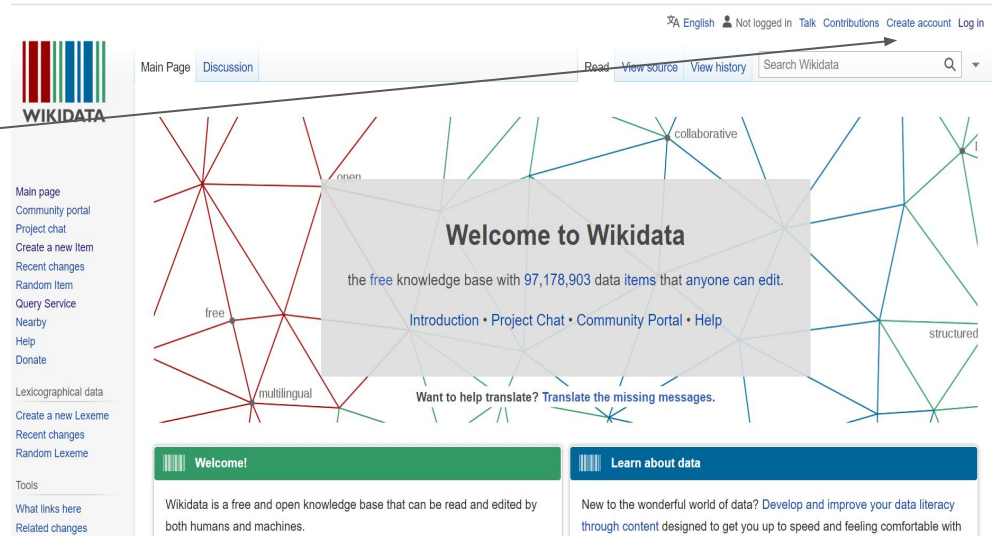 English Not logged in Talk Contributions Create account Log in
Main Page Discussion Read View source View history Search Wikidata
WIKIDATA
Main page
Community portal
Project chat
Create a new Item
Recent changes
Random Item
Query Service
Nearby
Help
Donate
Lexicographical data
Create a new Lexeme
Recent changes
Random Lexeme
Tools
What links here
Related changes
collaborative
open
Welcome to Wikidata
the free knowledge base with 97,178,903 data items that anyone can edit.
Introduction • Project Chat • Community Portal • Help
free
structured
multilingual
Want to help translate? Translate the missing messages.
Welcome!
Wikidata is a free and open knowledge base that can be read and edited by
both humans and machines.
Learn about data
New to the wonderful world of data? Develop and improve your data literacy
through content designed to get you up to speed and feeling comfortable with